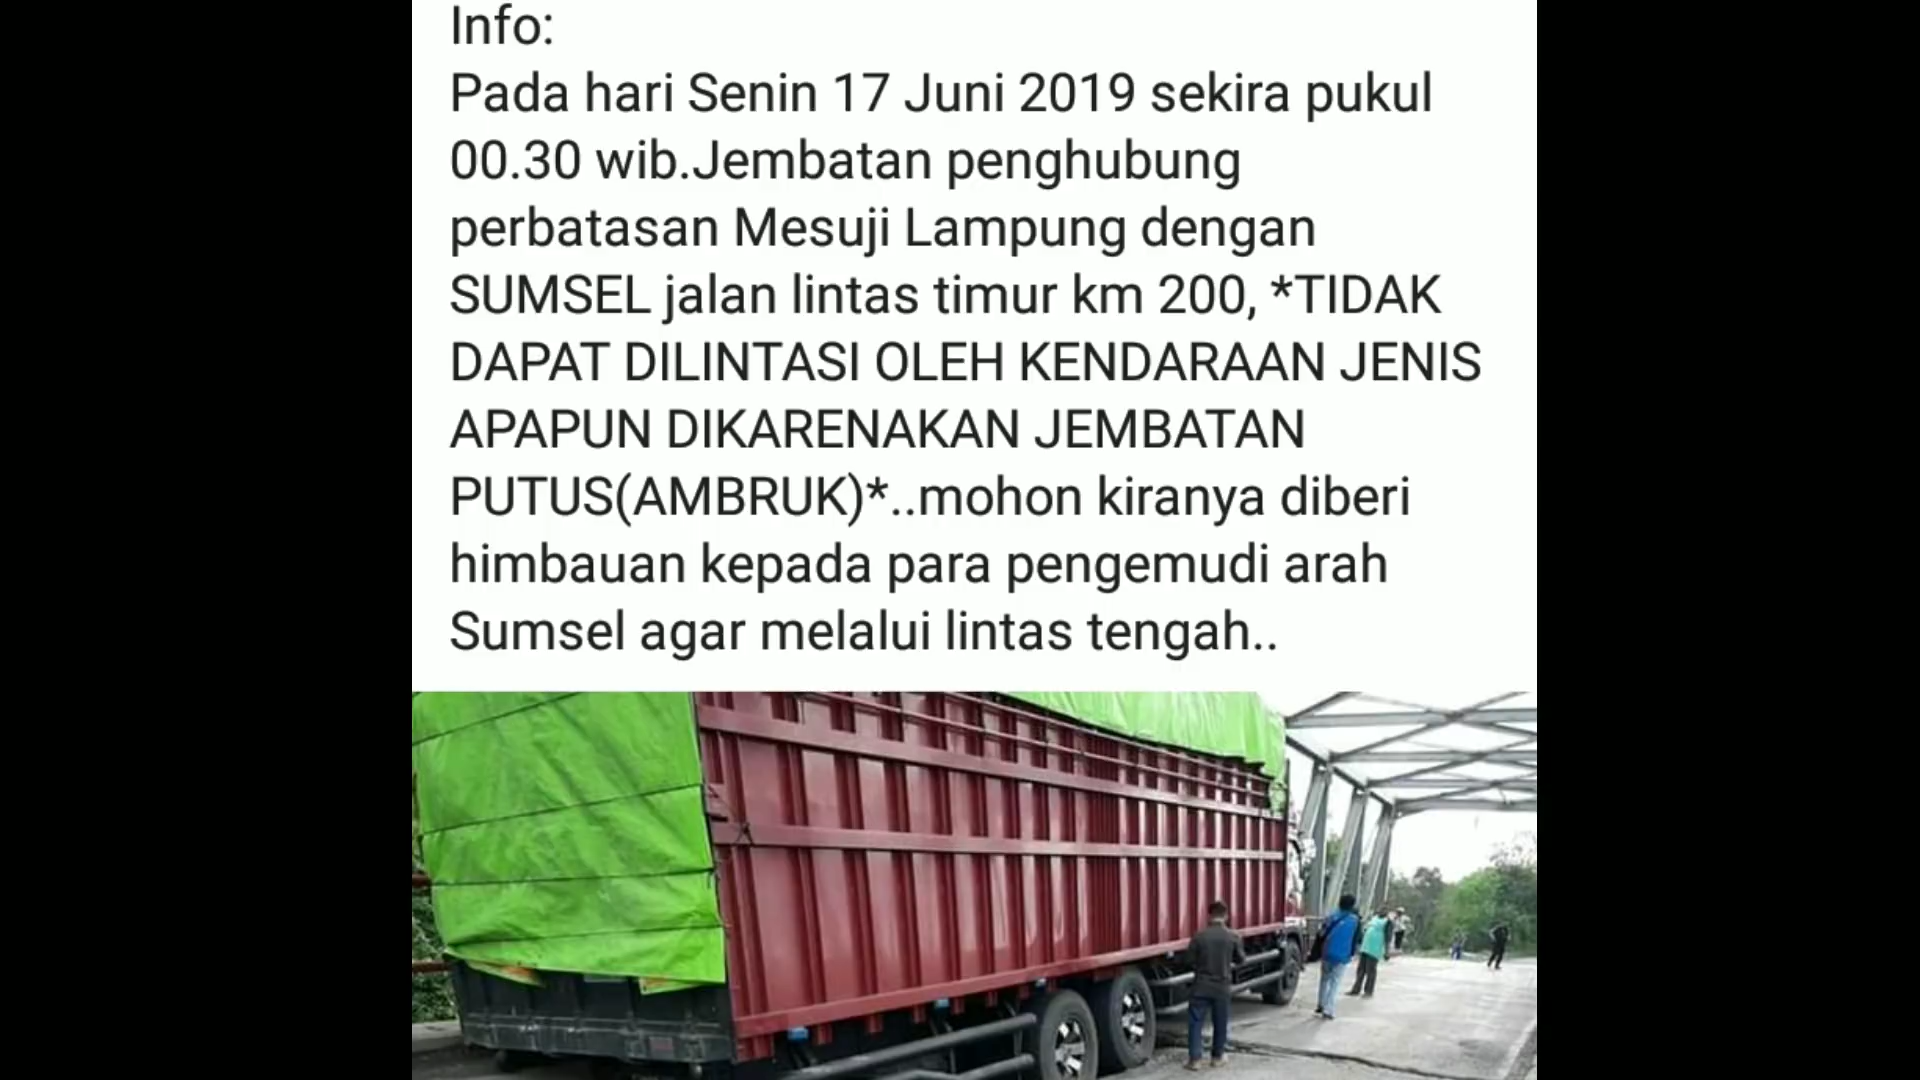 Info:
Pada hari Senin 17 Juni 2019 sekira pukul
00.30 wib.Jembatan penghubung
perbatasan Mesuji Lampung dengan
SUMSEL jalan lintas timur km 200, *TIDAK
DAPAT DILINTASI OLEH KENDARAAN JENIS
APAPUN DIKARENAKAN JEMBATAN
PUTUS(AMBRUK)*..mohon kiranya diberi
himbauan kepada para pengemudi arah
Sumsel agar melalui lintas tengah..